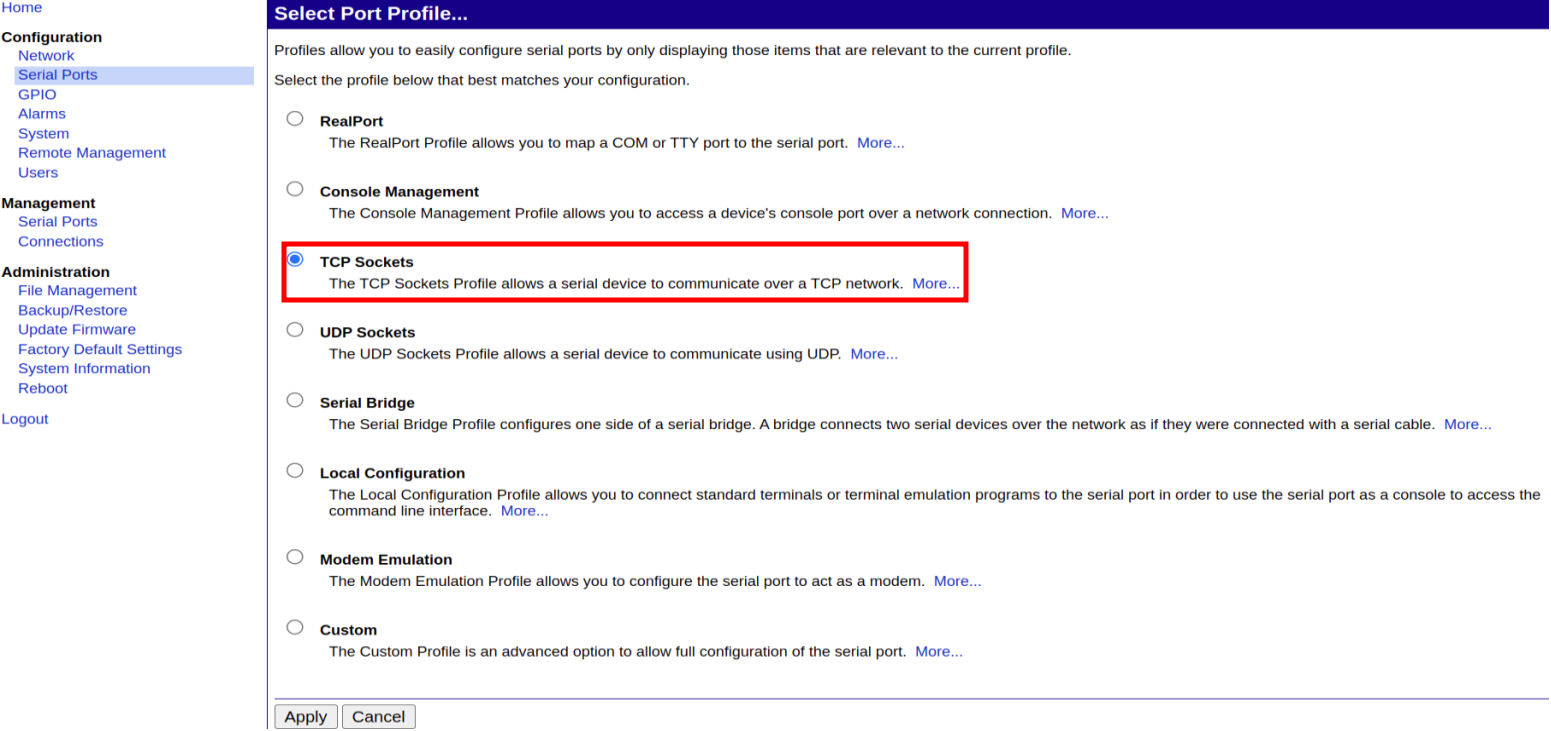 Home
Configuration
Network
Serial Ports
GPIO
Alarms
System
Remote Management
Users
Management
Serial Ports
Connections
Administration
File Management
Backup/Restore
Update Firmware
Factory Default Settings
System Information
Reboot
Logout
Select Port Profile...
Profiles allow you to easily configure serial ports by only displaying those items that are relevant to the current profile.
Select the profile below that best matches your configuration.
RealPort
The RealPort Profile allows you to map a COM or TTY port to the serial port. More...
Console Management
The Console Management Profile allows you to access a device's console port over a network connection. More...
TCP Sockets
The TCP Sockets Profile allows a serial device to communicate over a TCP network. More...
UDP Sockets
The UDP Sockets Profile allows a serial device to communicate using UDP. More...
Serial Bridge
The Serial Bridge Profile configures one side of a serial bridge. A bridge connects two serial devices over the network as if they were connected with a serial cable. More...
Local Configuration
The Local Configuration Profile allows you to connect standard terminals or terminal emulation programs to the serial port in order to use the serial port as a console to access the
command line interface. More...
Modem Emulation
The Modem Emulation Profile allows you to configure the serial port to act as a modem. More...
Custom
The Custom Profile is an advanced option to allow full configuration of the serial port. More...
Apply Cancel